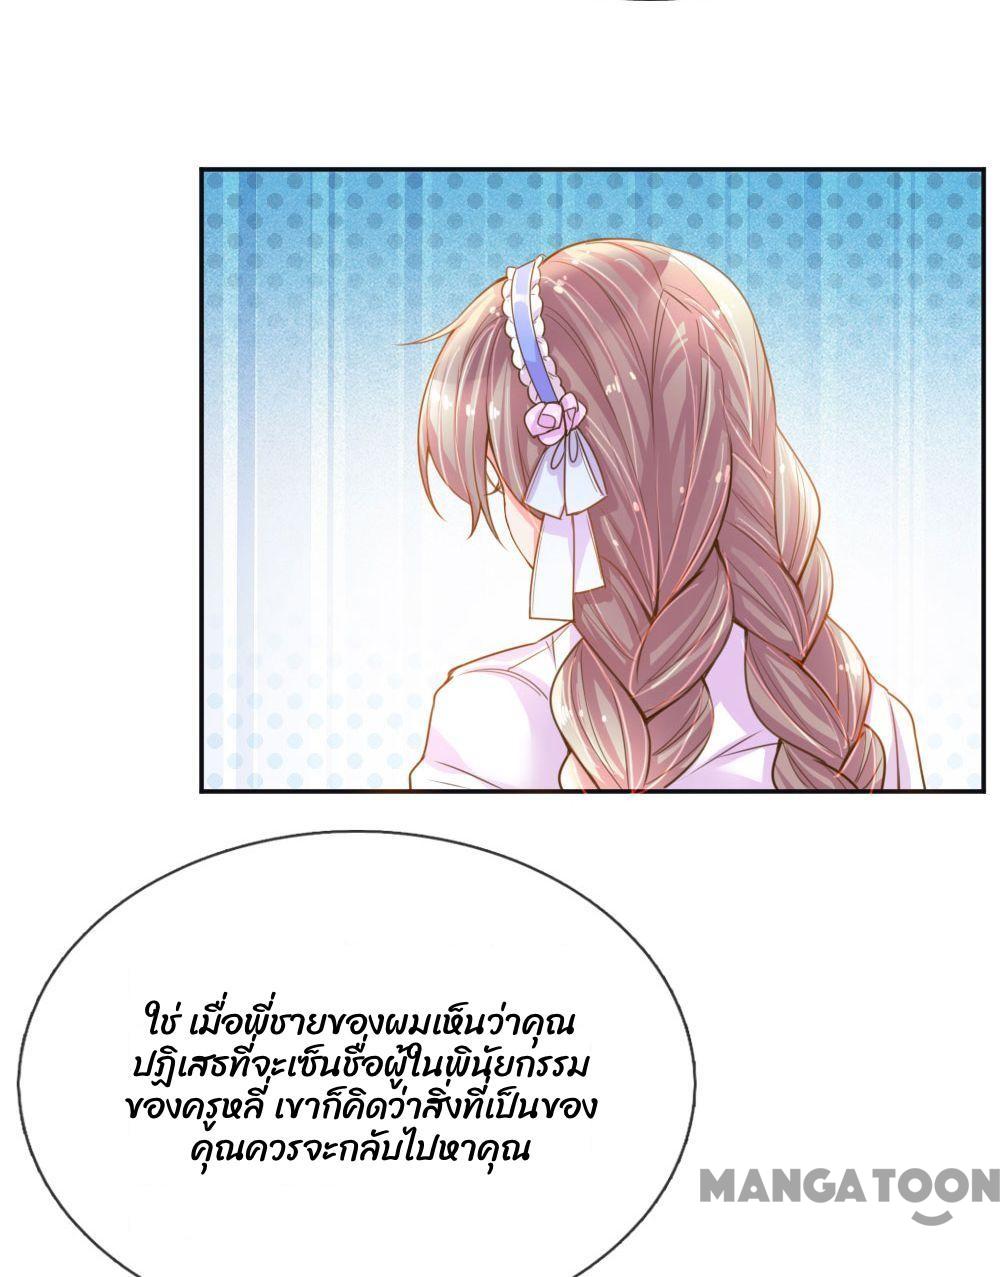 ใช่ เมื่อพี่ชายของผมเห็นว่าคุณ
ปฏิเสธที่จะเซ็นชื่อผู้ในพินัยกรรม
ของครูหลี่ เขาก็คิดว่าสิ่งที่เป็นของ
คุณควรจะกลับไปหาคุณ
MANGATOON